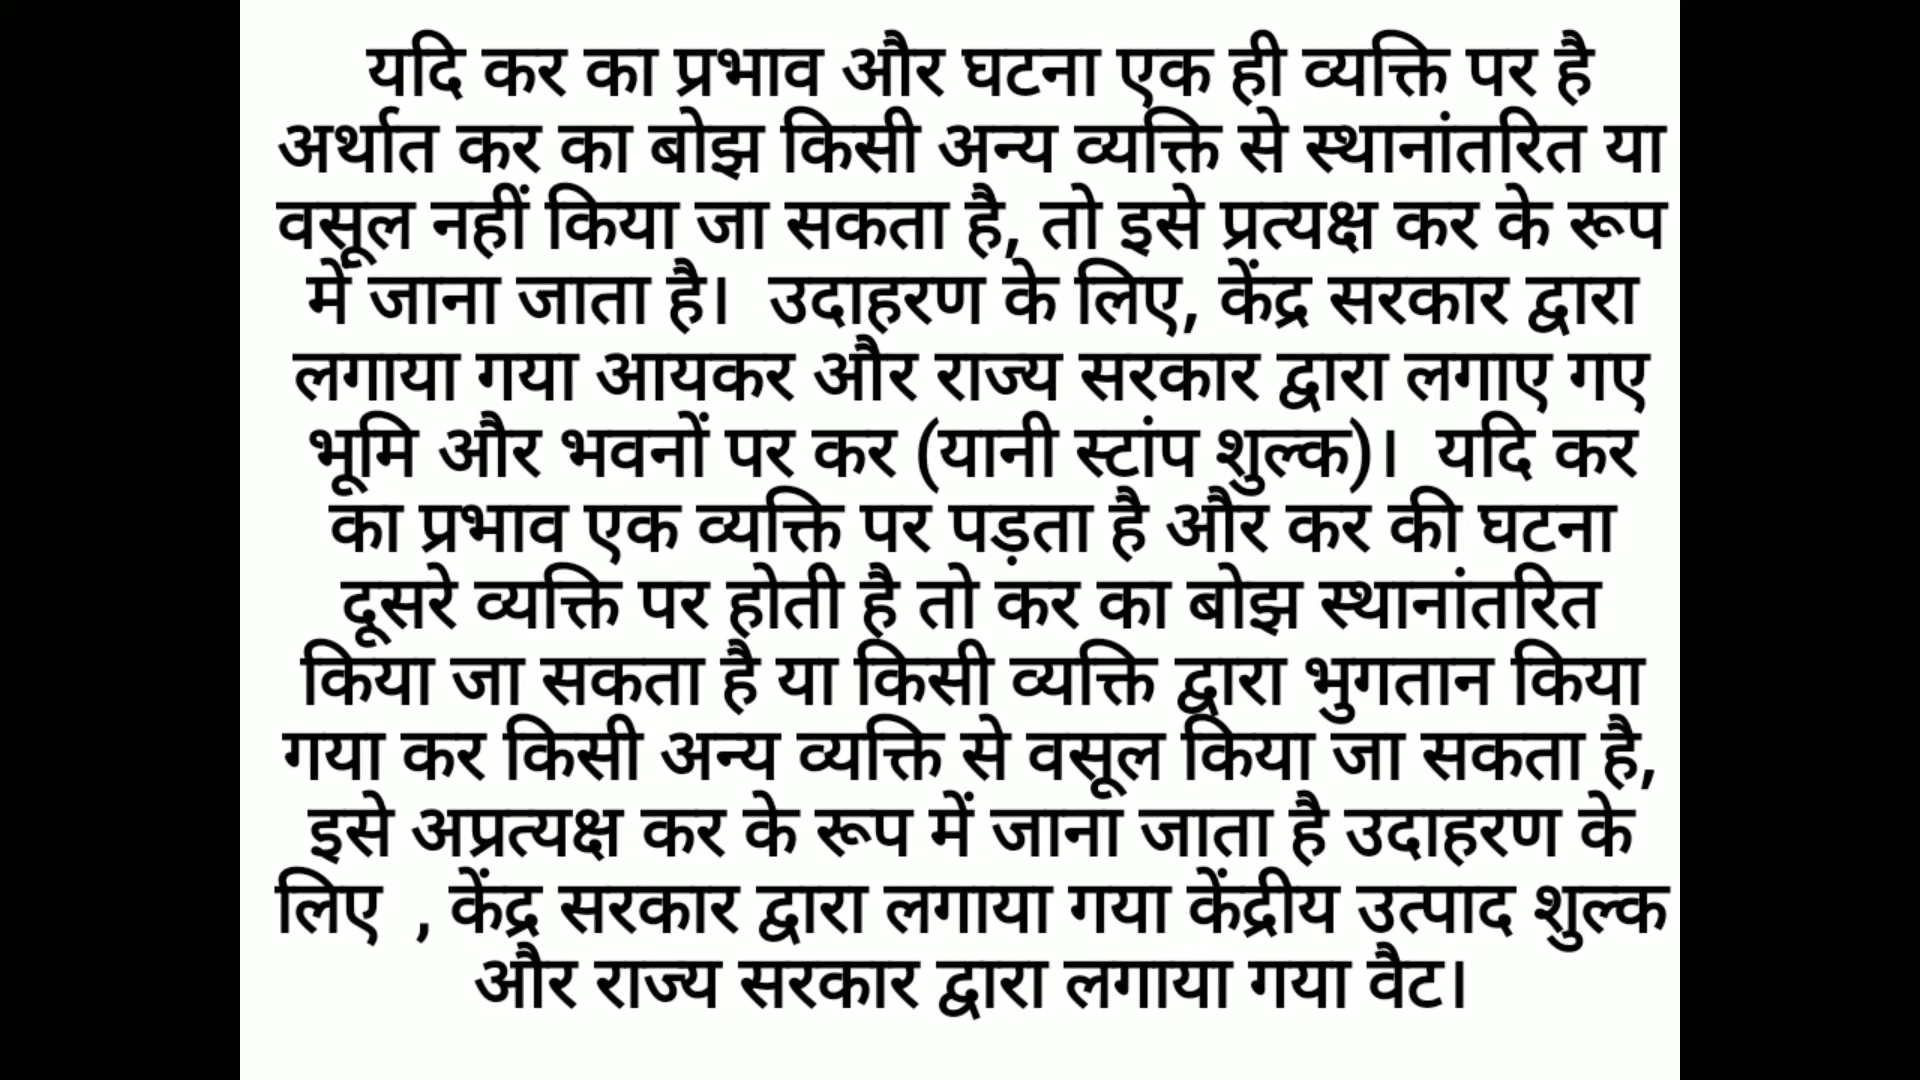 यदि कर का प्रभाव और घटना एक ही व्यक्ति पर है
अर्थात कर का बोझ किसी अन्य व्यक्ति से स्थानांतरित या
वसूल नहीं किया जा सकता है, तो इसे प्रत्यक्ष कर के रूप
में जाना जाता है। उदाहरण के लिए, केंद्र सरकार द्वारा
लगाया गया आयकर और राज्य सरकार द्वारा लगाए गए
भूमि और भवनों पर कर (यानी स्टांप शुल्क)। यदि कर
का प्रभाव एक व्यक्ति पर पड़ता है और कर की घटना
दूसरे व्यक्ति पर होती है तो कर का बोझ स्थानांतरित
किया जा सकता है या किसी व्यक्ति द्वारा भुगतान किया
गया कर किसी अन्य व्यक्ति से वसूल किया जा सकता है,
इसे अप्रत्यक्ष कर के रूप में जाना जाता है उदाहरण के
लिए , केंद्र सरकार द्वारा लगाया गया केंद्रीय उत्पाद शुल्क
और राज्य सरकार द्वारा लगाया गया वैट।